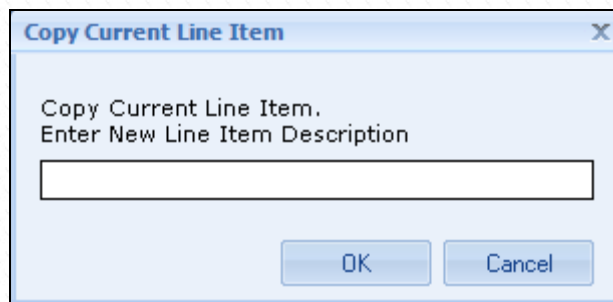 Copy Current Line Item X
Copy Current Line Item.
Enter New Line Item Description
OK Cancel